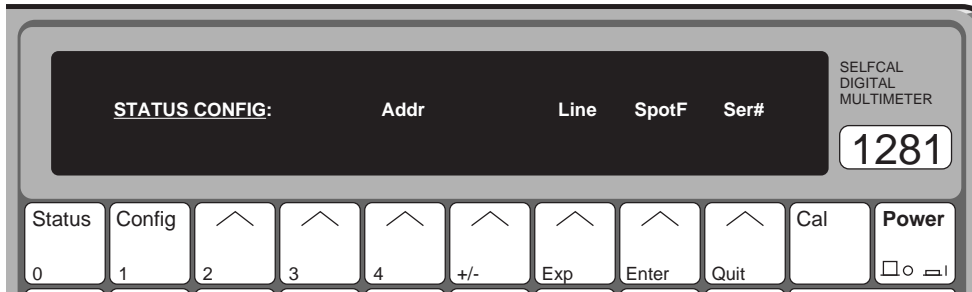 STATUS CONFIG: Addr Line SpotF Ser#
SELFCAL
DIGITAL
MULTIMETER
1281
Status Config Cal Power
0 1 2 3 4 +/- Exp Enter Quit